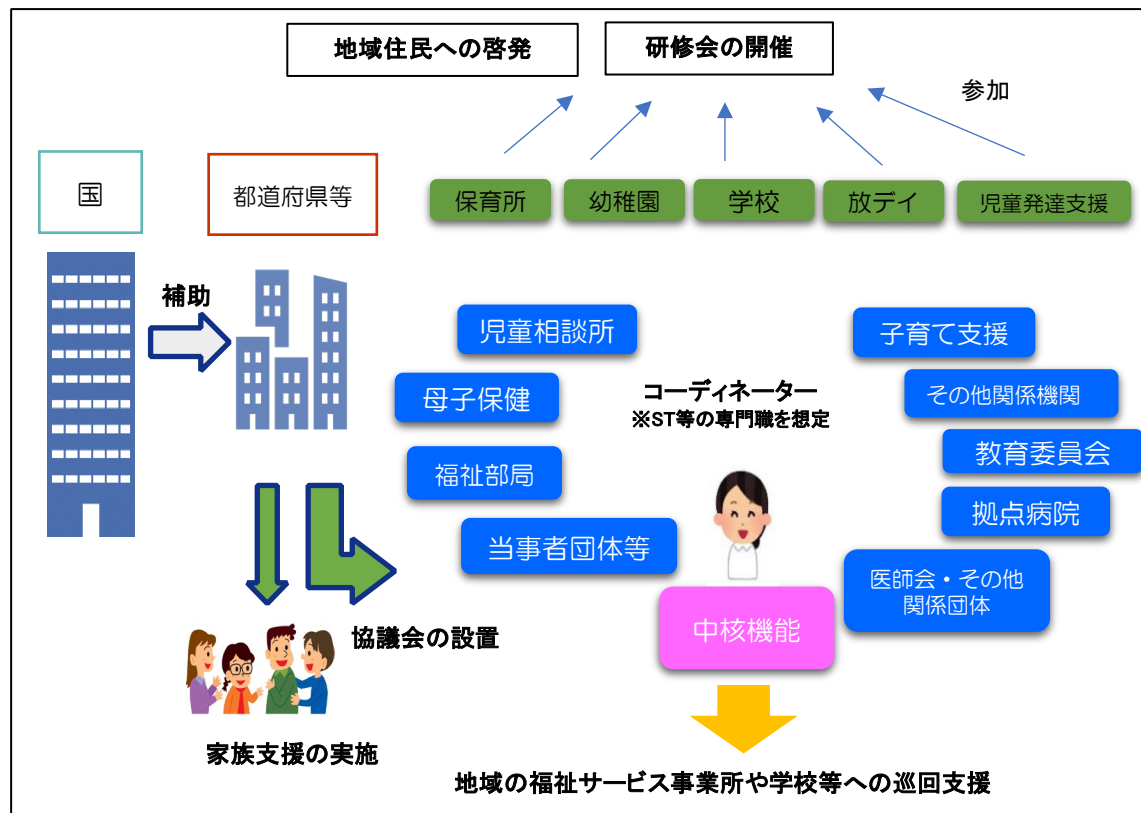 地域住民への啓発
研修会の開催
参加
国
都道府県等
保育所
幼稚園
学校
放デイ
児童発達支援
補助
児童相談所
子育て支援
母子保健
コーディネーター
※ST等の専門職を想定
その他関係機関
福祉部局
教育委員会
拠点病院
当事者団体等
医師会・その他
関係団体
中核機能
協議会の設置
家族支援の実施
地域の福祉サービス事業所や学校等への巡回支援